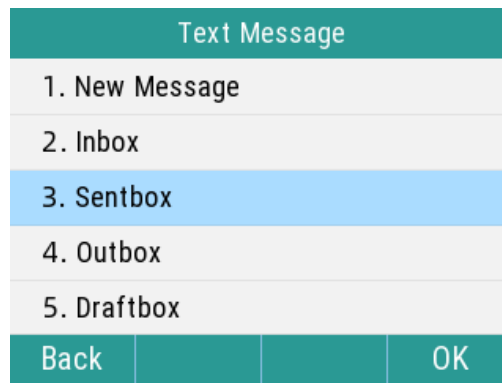 Text Message
1. New Message
2. Inbox
3. Sentbox
4. Outbox
5. Draftbox
Back OK